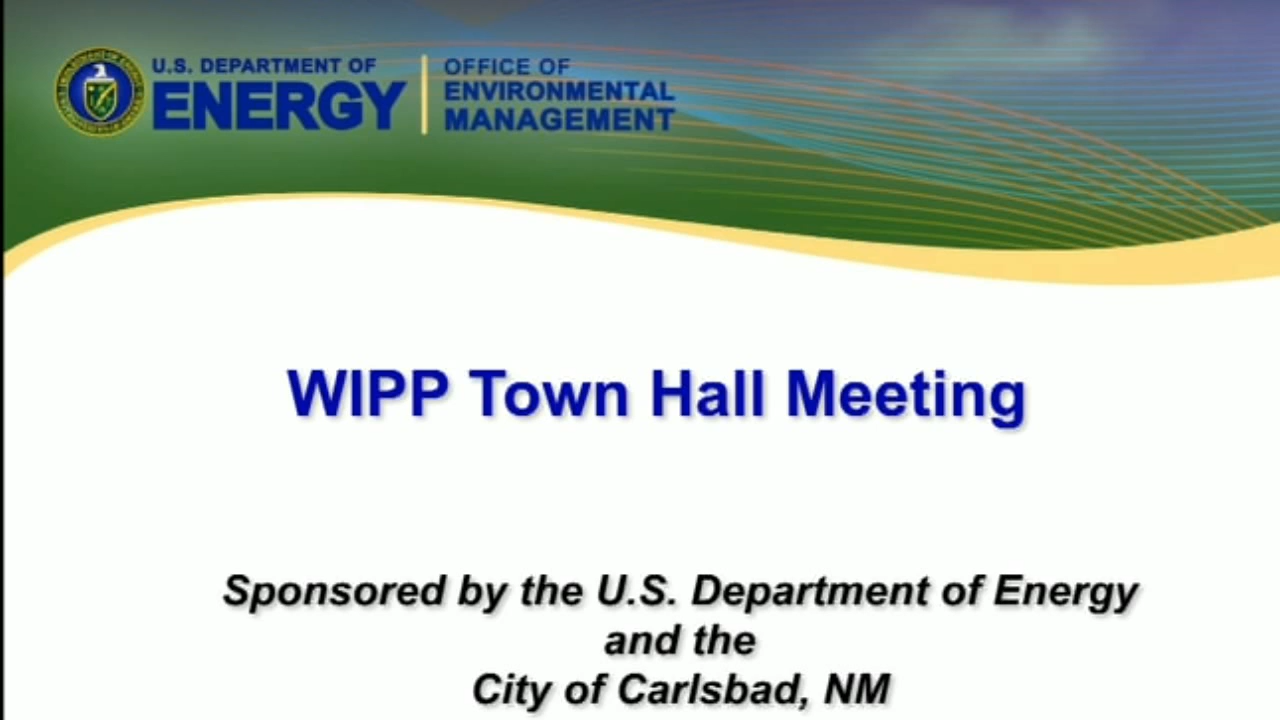 U.S. DEPARTMENT OF
ENERGY
OFFICE OF
ENVIRONMENTAL
MANAGEMENT
WIPP Town Hall Meeting
Sponsored by the U.S. Department of Energy
and the
City of Carlsbad, NM